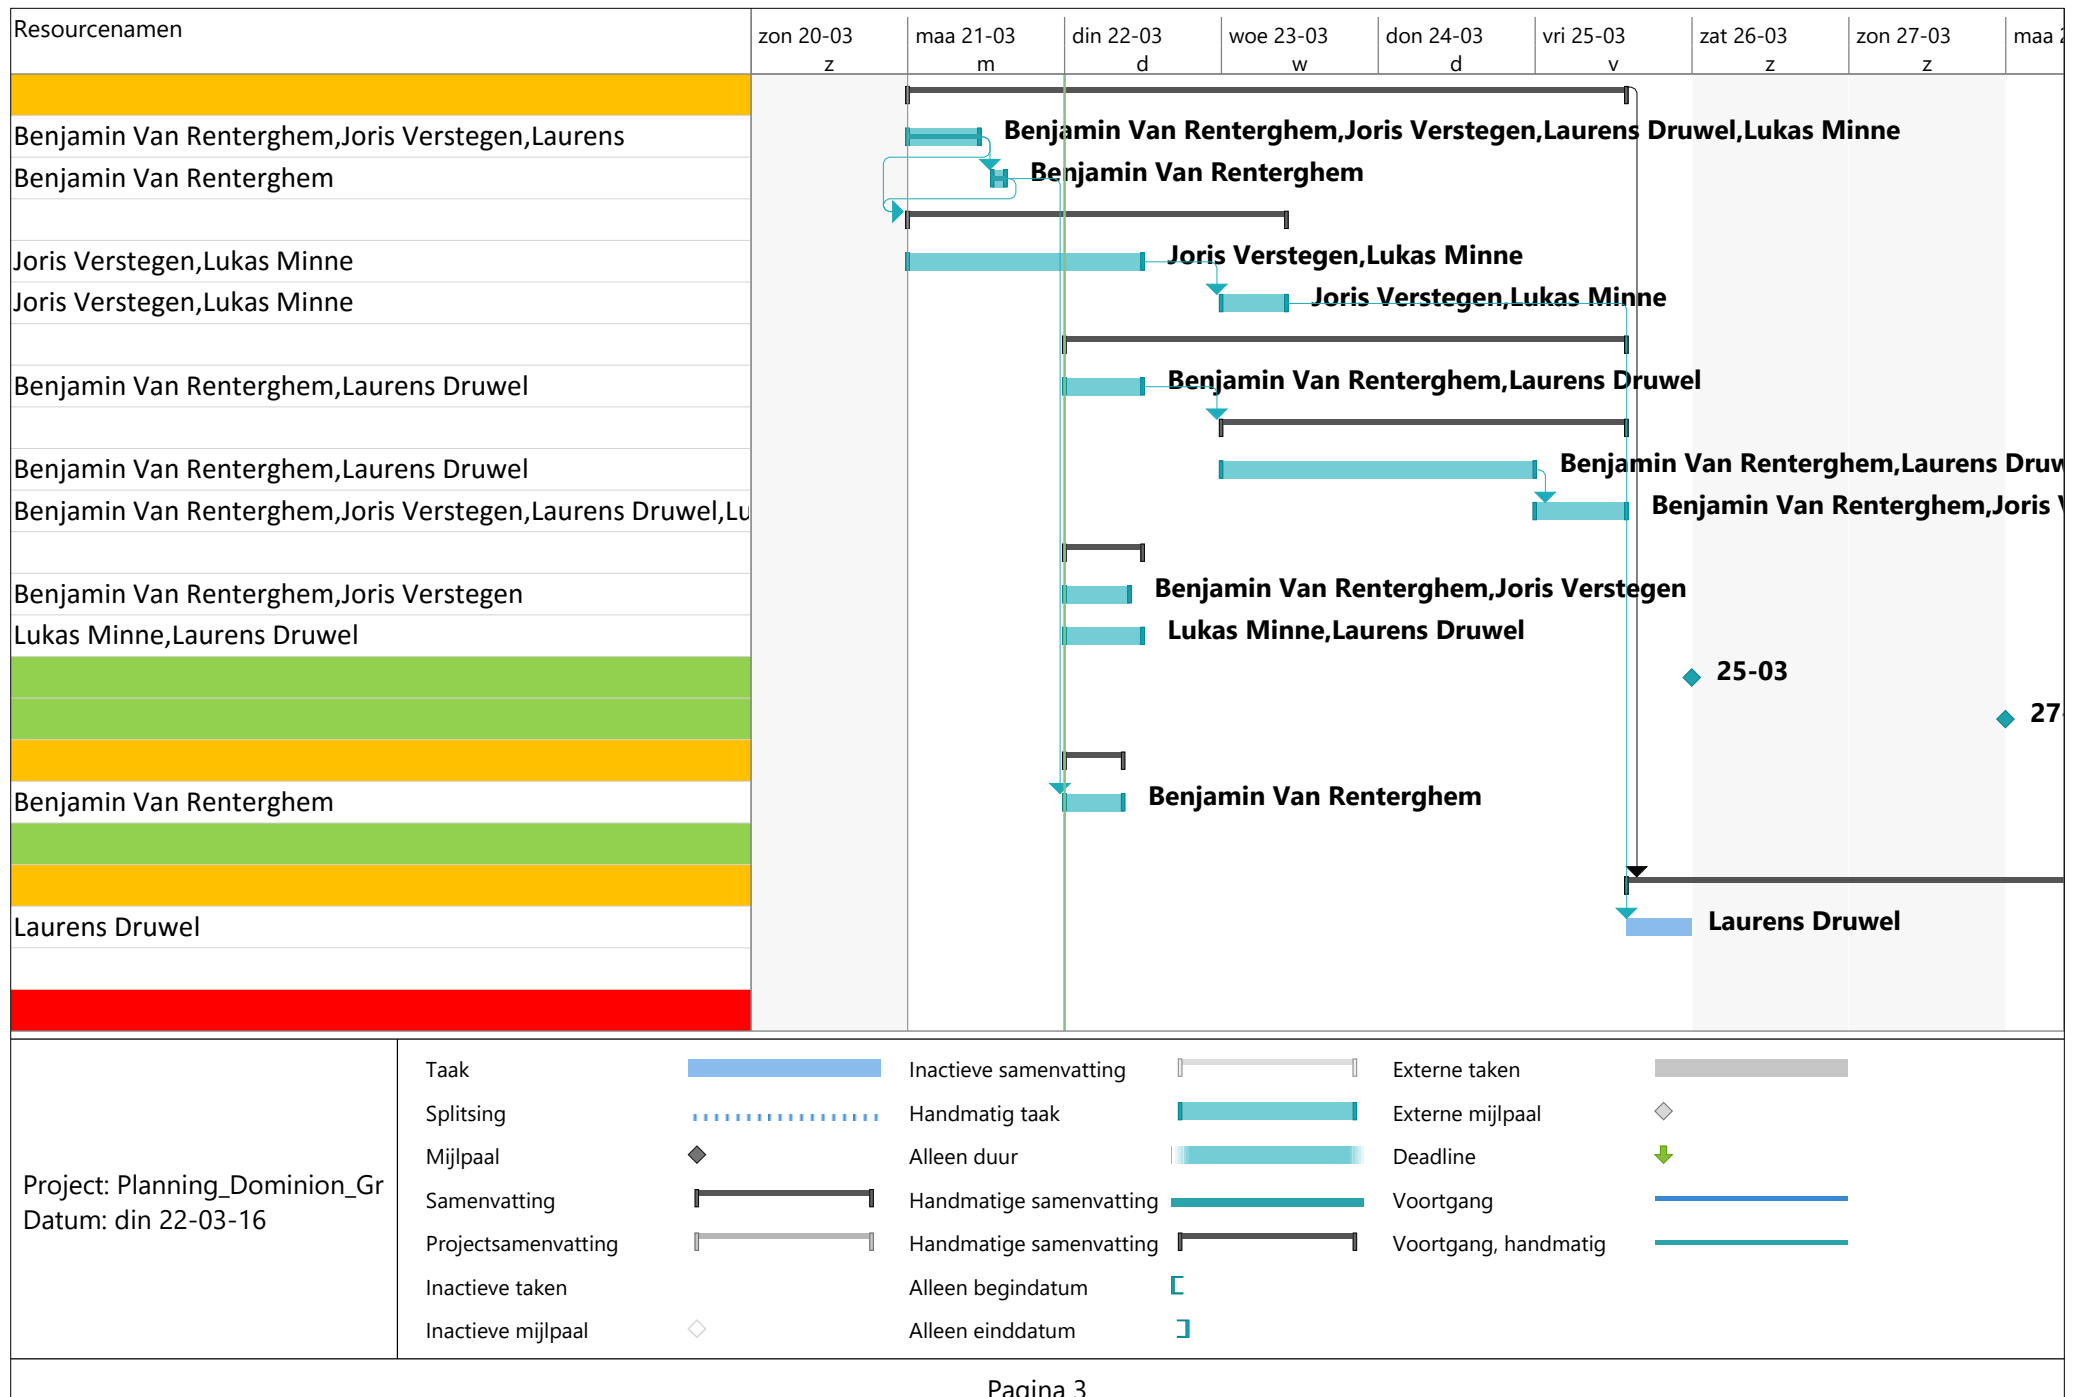 Resourcenamen
zon 20-03 maa 21-03 din 22-03 woe 23-03 don 24-03 vri 25-03 zat 26-03 zon 27-03 maa
z m d w d v z z
Benjamin Van Renterghem,Joris Verstegen,Laurens Benjamin Van Renterghem,Joris Verstegen,Laurens Druwel,Lukas Minne
Benjamin Van Renterghem Benjamin Van Renterghem
Joris Verstegen,Lukas Minne Joris Verstegen,Lukas Minne
Joris Verstegen,Lukas Minne Joris Verstegen,Lukas Minne
Benjamin Van Renterghem,Laurens Druwel Benjamin Van Renterghem,Laurens Druwel
Benjamin Van Renterghem,Laurens Druwel Benjamin Van Renterghem,Laurens Druw
Benjamin Van Renterghem,Joris Verstegen,Laurens Druwel,Lu Benjamin Van Renterghem,Joris
Benjamin Van Renterghem,Joris Verstegen Benjamin Van Renterghem,Joris Verstegen
Lukas Minne,Laurens Druwel Lukas Minne,Laurens Druwel
25-03
27-
Benjamin Van Renterghem Benjamin Van Renterghem
Laurens Druwel Laurens Druwel
Project: Planning_Dominion_Gr
Datum: din 22-03-16
Taak
Splitsing
Mijlpaal
Samenvatting
Projectsamenvatting
Inactieve taken
Inactieve mijlpaal
Inactieve samenvatting
Handmatig taak
Alleen duur
Handmatige samenvatting
Handmatige samenvatting
Alleen begindatum
Alleen einddatum
Externe taken
Externe mijlpaal
Deadline
Voortgang
Voortgang, handmatig
Pagina 3